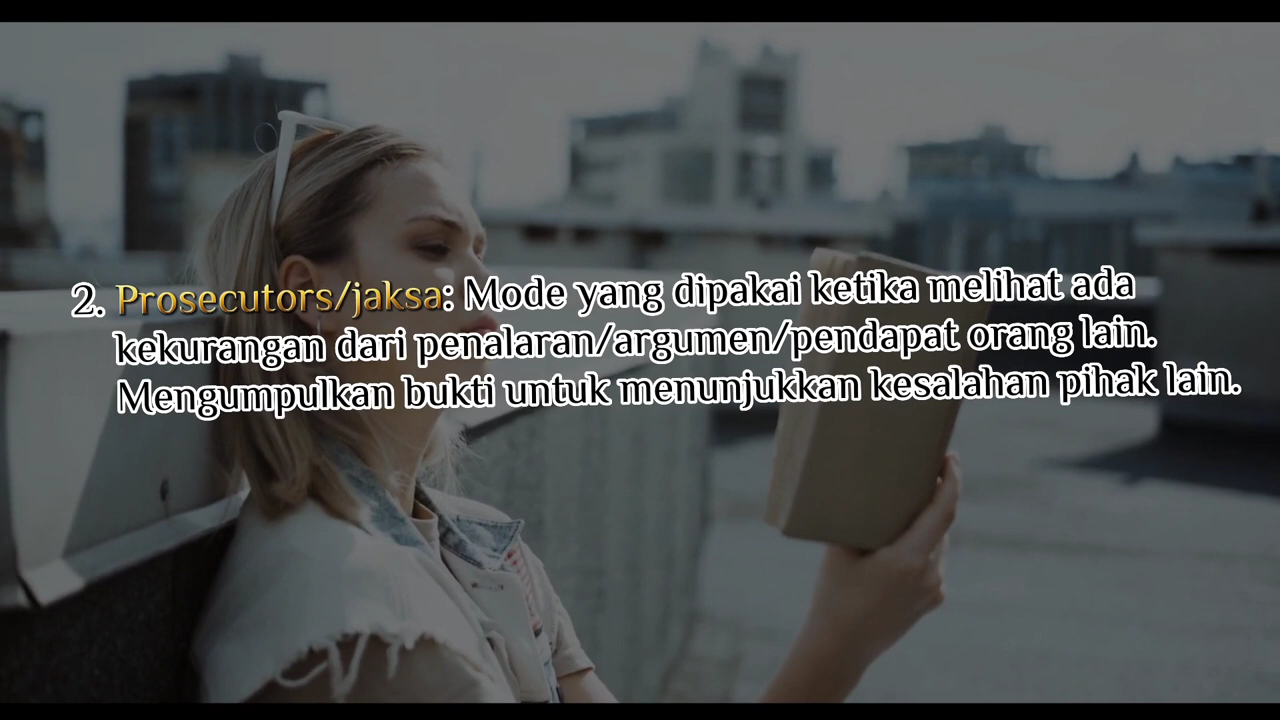 2. Prosecutors/jaksa: Mode yang dipakai ketika melihat ada
kekurangan dari penalaran/argumen/pendapat orang lain.
Mengumpulkan bukti untuk menunjukkan kesalahan pihak lain.